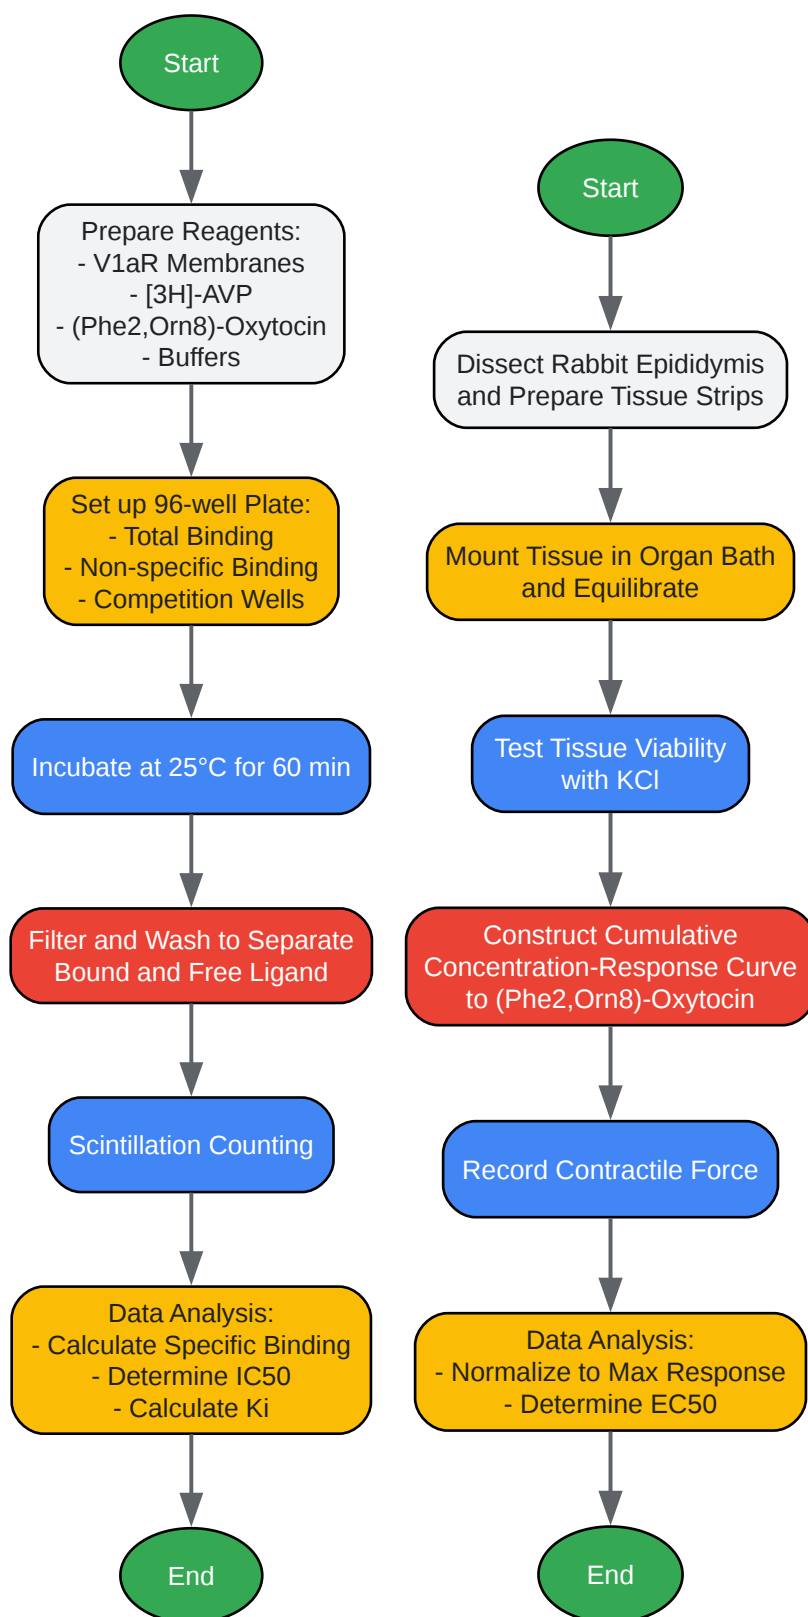 Start
Prepare Reagents:
- V1aR Membranes
- [3H]-AVP
- (Phe2,Orn8)-Oxytocin
- Buffers
Set up 96-well Plate:
- Total Binding
- Non-specific Binding
- Competition Wells
Incubate at 25°C for 60 min
Filter and Wash to Separate
Bound and Free Ligand
Scintillation Counting
Data Analysis:
- Calculate Specific Binding
- Determine IC50
- Calculate Ki
End
Start
Dissect Rabbit Epididymis
and Prepare Tissue Strips
Mount Tissue in Organ Bath
and Equilibrate
Test Tissue Viability
with KCl
Construct Cumulative
Concentration-Response Curve
to (Phe2,Orn8)-Oxytocin
Record Contractile Force
Data Analysis:
- Normalize to Max Response
- Determine EC50
End